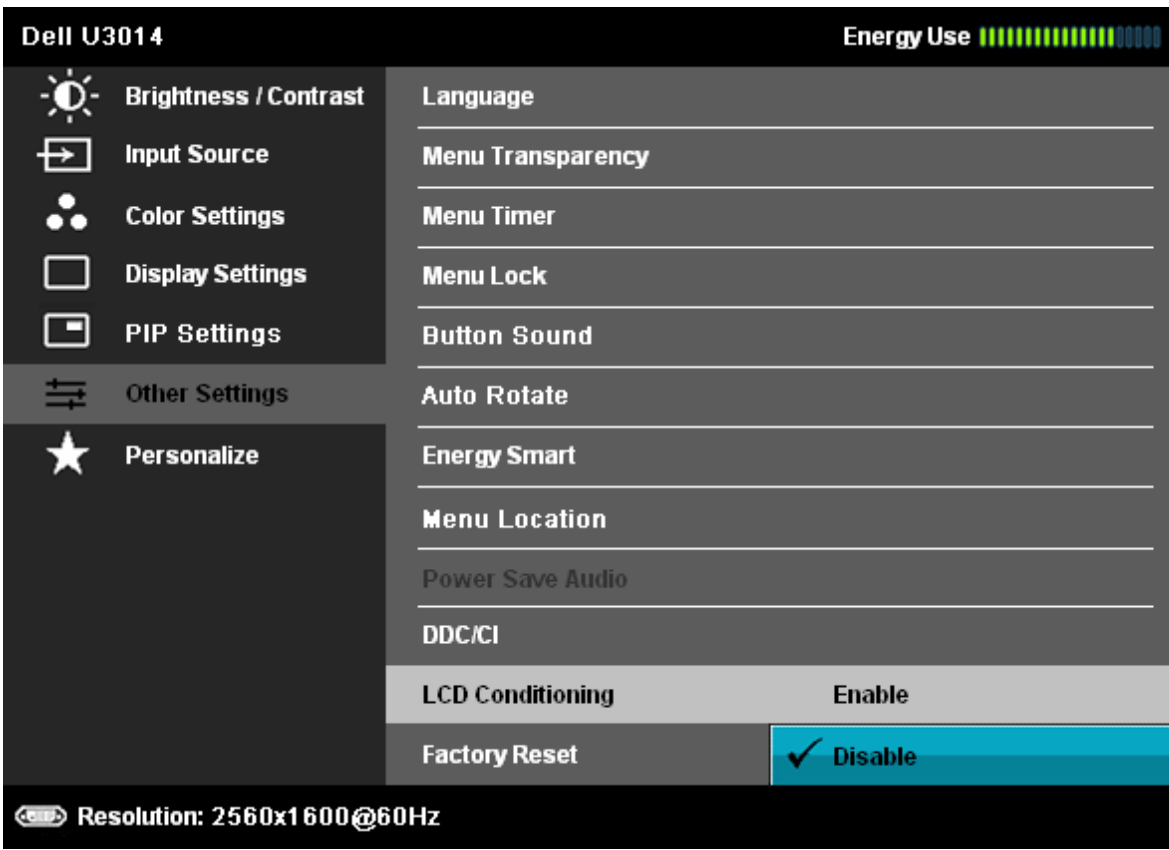 Dell U3014 Energy Use
Brightness / Contrast Language
Input Source Menu Transparency
Color Settings Menu Timer
Display Settings Menu Lock
PIP Settings Button Sound
Other Settings Auto Rotate
Personalize Energy Smart
Menu Location
Power Save Audio
DDC/CI
LCD Conditioning Enable
Factory Reset Disable
Resolution: 2560x1600@60Hz